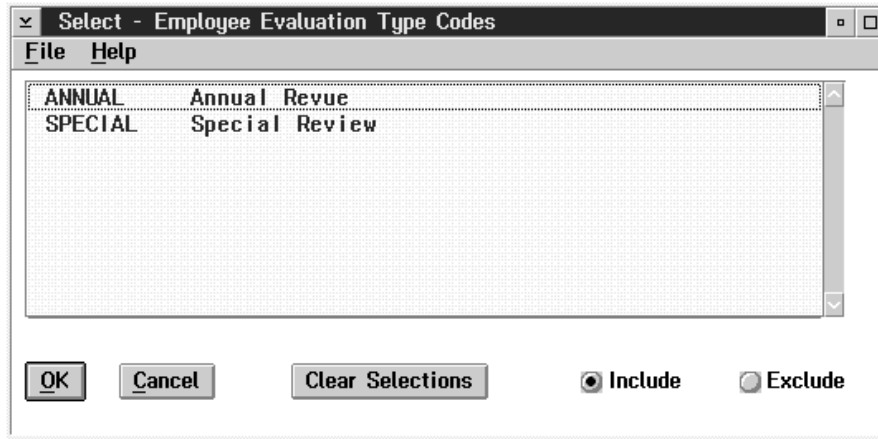 Select - Employee Evaluation Type Codes
File Help
ANNUAL Annual Revue
SPECIAL Special Review
OK Cancel Clear Selections Include Exclude